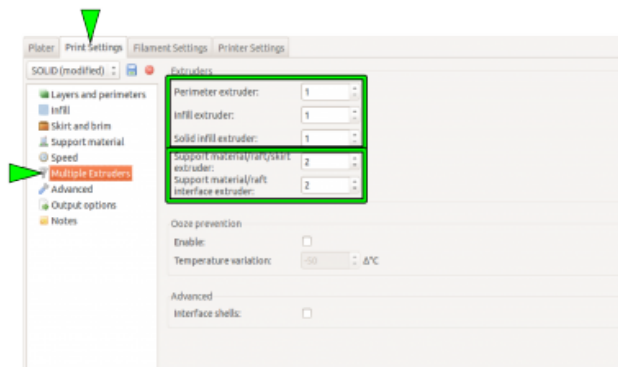 Plater Print Settings Filament Settings Printer Settings
SOLID (modified)
Extruders
Layers and perimeters
Infill
Skirt and brim
Support material
Speed
Multiple Extruders
Advanced
Output options
Notes
Perimeter extruder: 1
Infill extruder: 1
Solid infill extruder: 1
Support material/raft/skirt
extruder: 2
Support material/raft
interface extruder: 2
Ooze prevention
Enable:
Temperature variation: -50 Δ°C
Advanced
Interface shells: